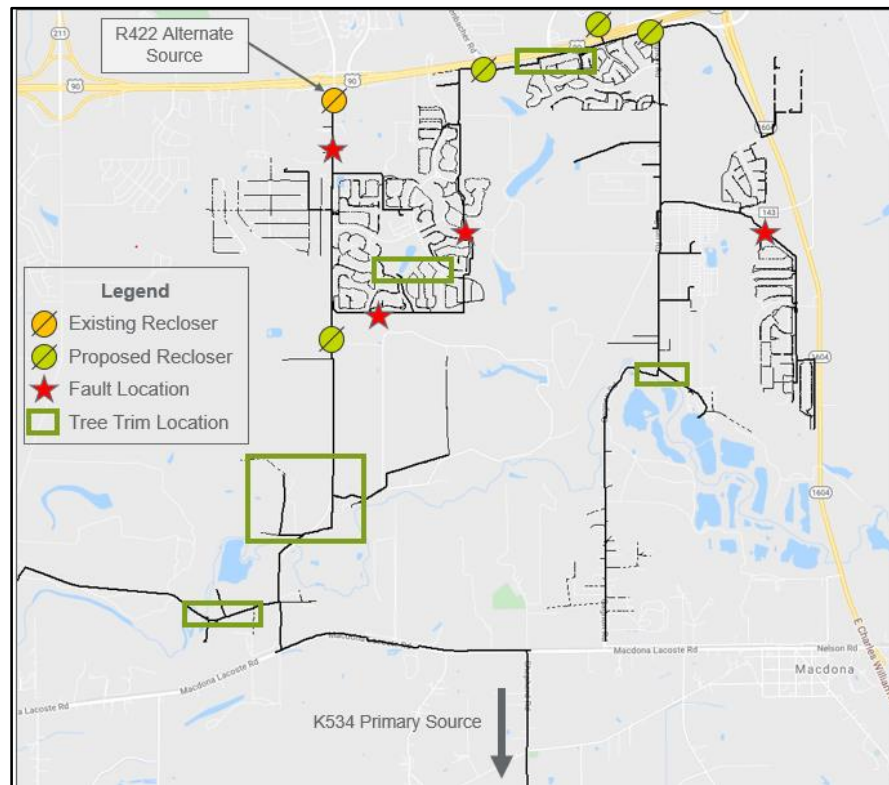 R422 Alternate
Source
211
90
90
90
1604
143
Legend
Existing Recloser
Proposed Recloser
Fault Location
Tree Trim Location
1604
1604
Macdona Lacoste Rd
Nelson Rd
Macdona Lacoste Rd
Macdona
a Lacoste Rd
E Charles William
K534 Primary Source